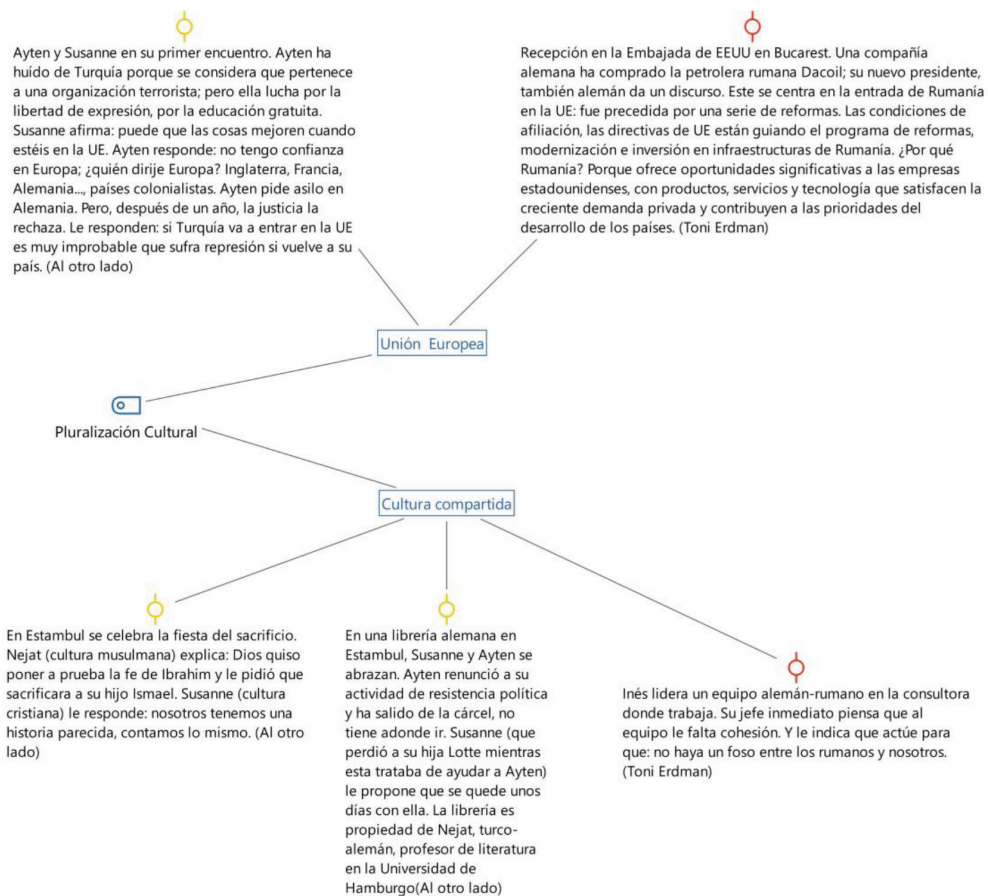 Ayten y Susanne en su primer encuentro. Ayten ha
huído de Turquía porque se considera que pertenece
a una organización terrorista; pero ella lucha por la
libertad de expresión, por la educación gratuita.
Susanne afirma: puede que las cosas mejoren cuando
estéis en la UE. Ayten responde: no tengo confianza
en Europa; ¿quién dirije Europa? Inglaterra, Francia,
Alemania..., países colonialistas. Ayten pide asilo en
Alemania. Pero, después de un año, la justicia la
rechaza. Le responden: si Turquía va a entrar en la UE
es muy improbable que sufra represión si vuelve a su
país. (Al otro lado)
Recepción en la Embajada de EEUU en Bucarest. Una compañía
alemana ha comprado la petrolera rumana Dacoil; su nuevo presidente,
también alemán da un discurso. Este se centra en la entrada de Rumanía
en la UE: fue precedida por una serie de reformas. Las condiciones de
afiliación, las directivas de UE están guiando el programa de reformas,
modernización e inversión en infraestructuras de Rumanía. ¿Por qué
Rumanía? Porque ofrece oportunidades significativas a las empresas
estadounidenses, con productos, servicios y tecnología que satisfacen la
creciente demanda privada y contribuyen a las prioridades del
desarrollo de los países. (Toni Erdman)
Unión Europea
Pluralización Cultural
Cultura compartida
En Estambul se celebra la fiesta del sacrificio.
Nejat (cultura musulmana) explica: Dios quiso
poner a prueba la fe de Ibrahim y le pidió que
sacrificara a su hijo Ismael. Susanne (cultura
cristiana) le responde: nosotros tenemos una
historia parecida, contamos lo mismo. (Al otro
lado)
En una librería alemana en
Estambul, Susanne y Ayten se
abrazan. Ayten renunció a su
actividad de resistencia política
y ha salido de la cárcel, no
tiene adonde ir. Susanne (que
perdió a su hija Lotte mientras
esta trataba de ayudar a Ayten)
le propone que se quede unos
días con ella. La librería es
propiedad de Nejat, turco-
alemán, profesor de literatura
en la Universidad de
Hamburgo(Al otro lado)
Inés lidera un equipo alemán-rumano en la consultora
donde trabaja. Su jefe inmediato piensa que al
equipo le falta cohesión. Y le indica que actúe para
que: no haya un foso entre los rumanos y nosotros.
(Toni Erdman)